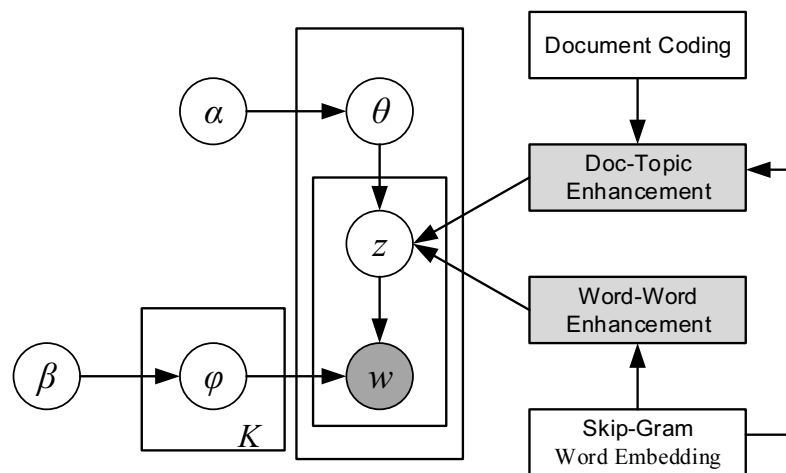 Document Coding
α
θ
Doc-Topic
Enhancement
z
Word-Word
Enhancement
β
φ
w
K
Skip-Gram
Word Embedding